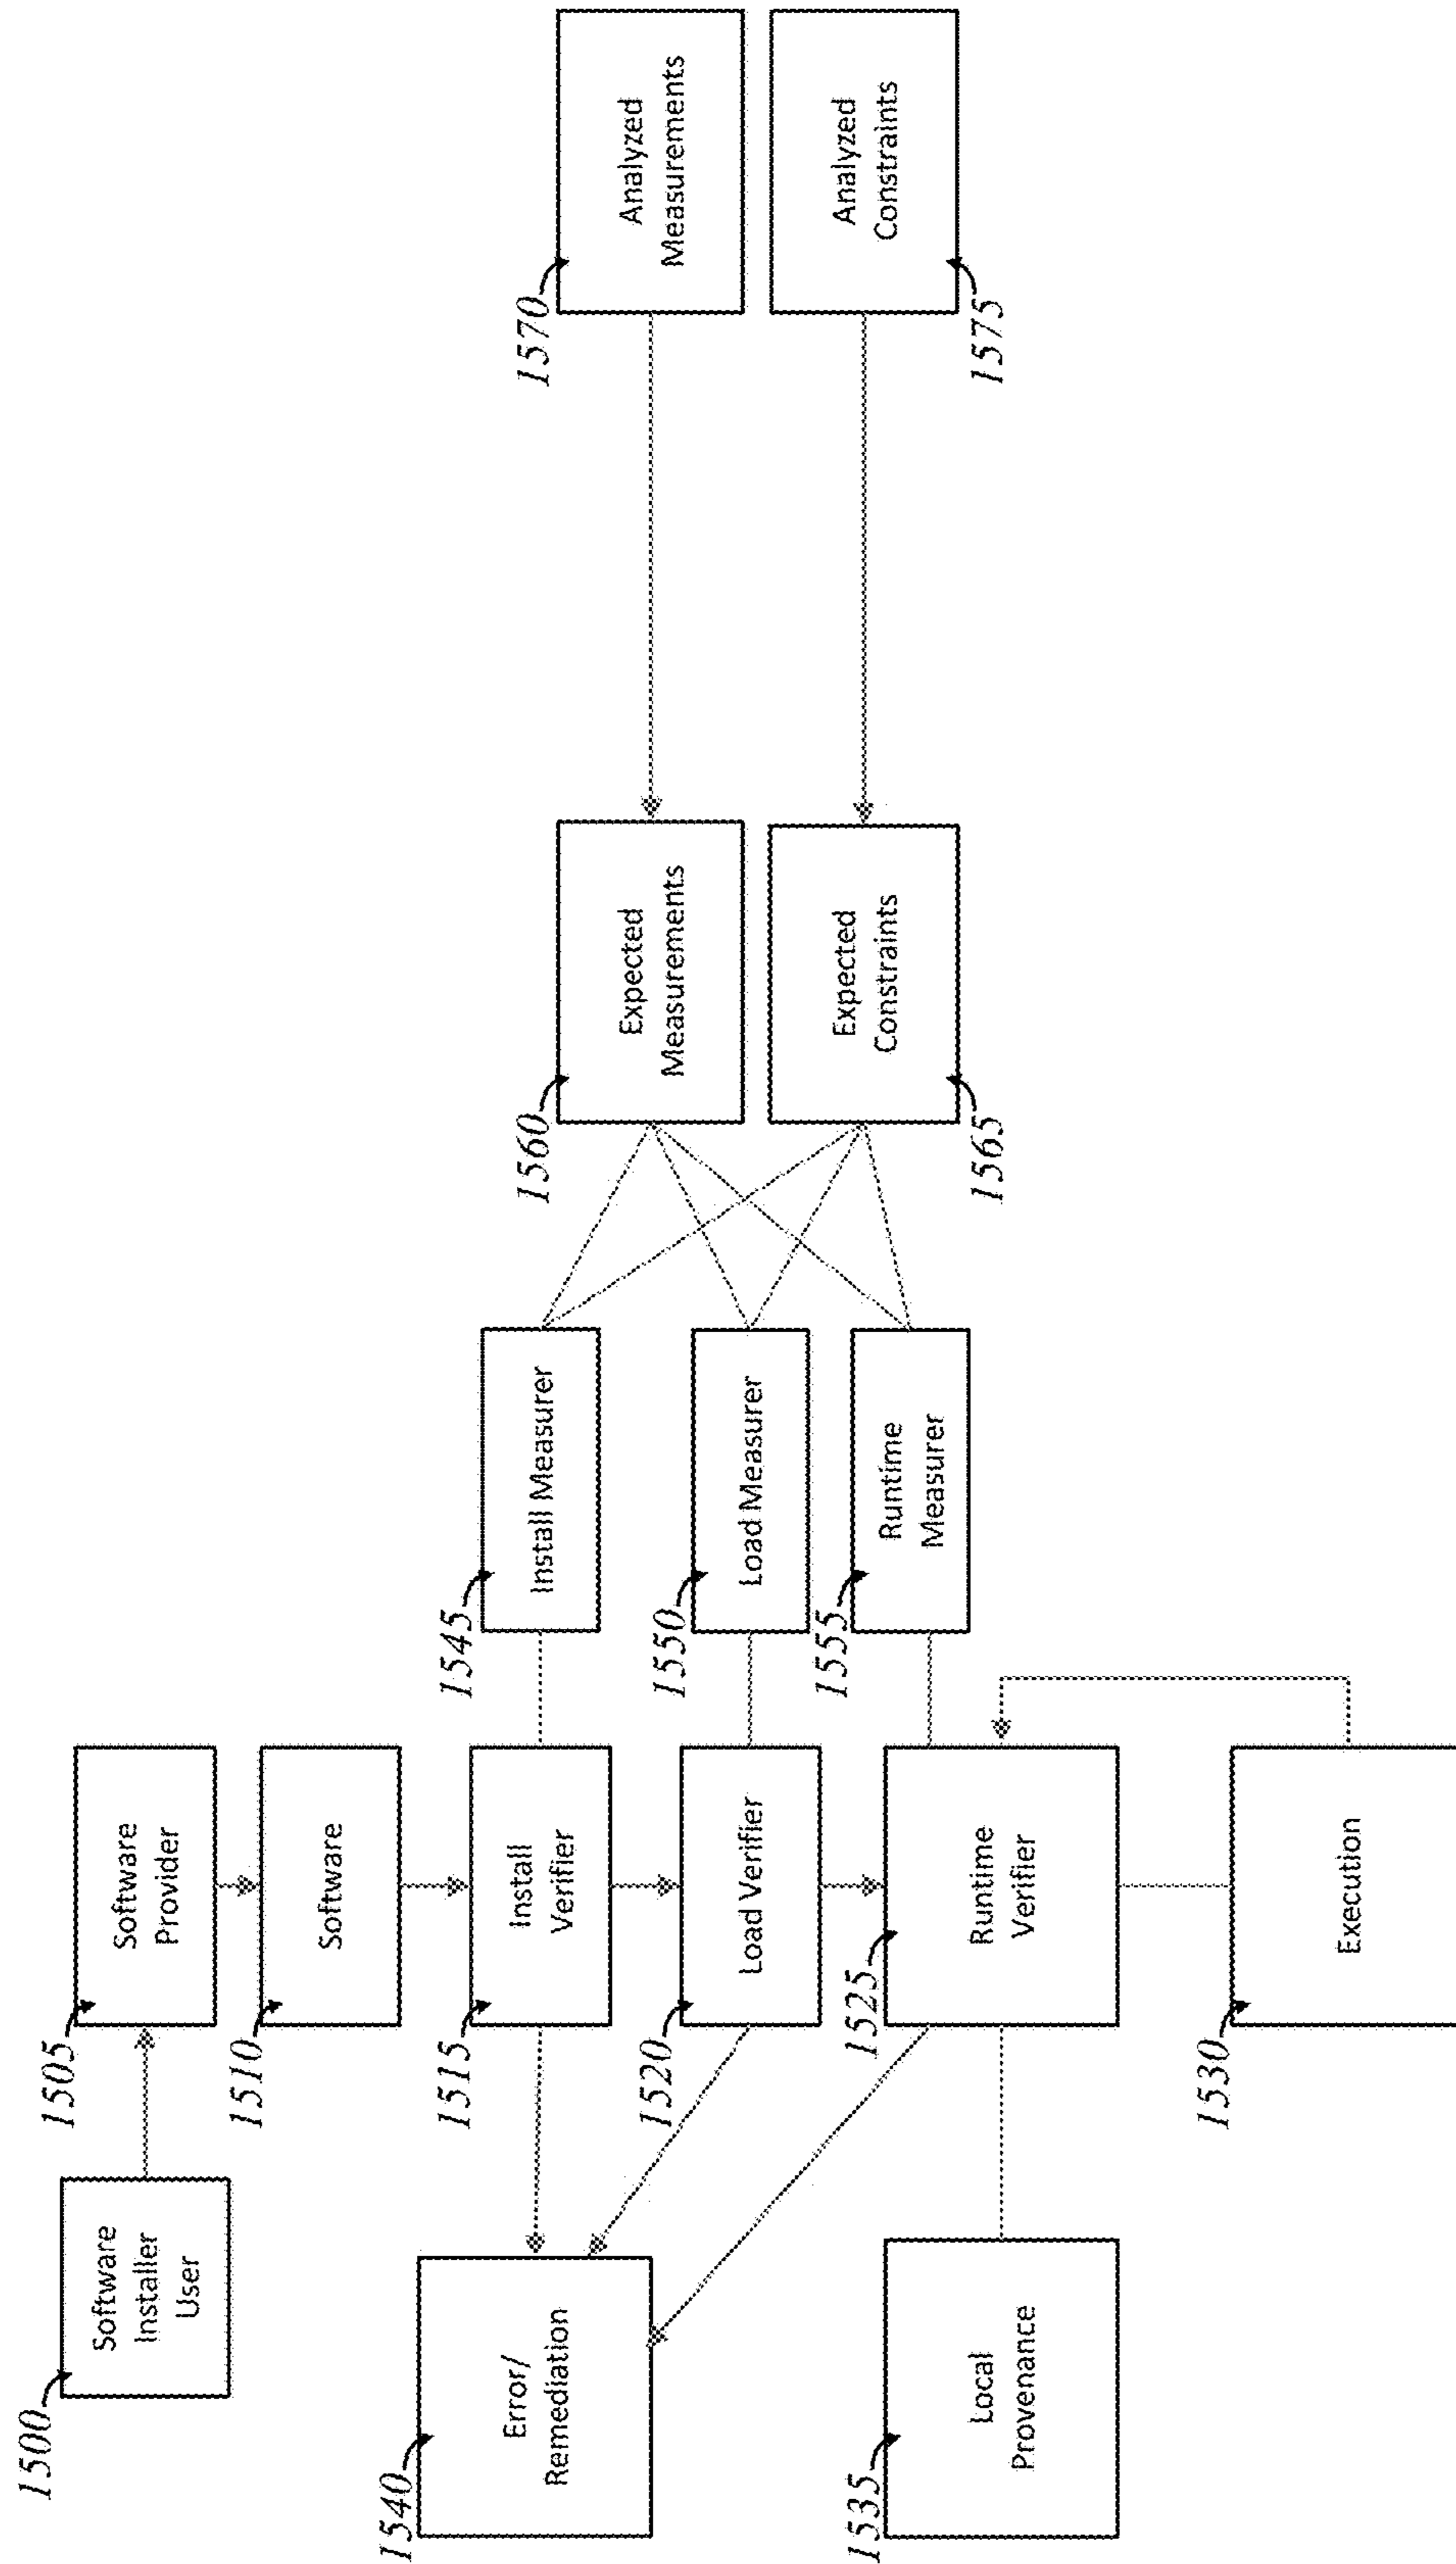 1500
Software
Installer
User
1505
Software
Provider
1510
Software
1540
Error/
Remediation
1515
Install
Verifier
1545
Install Measurer
1520
Load Verifier
1550
Load Measurer
1535
Local
Provenance
1525
Runtime
Verifier
1555
Runtime
Measurer
1530
Execution
1560
Expected
Measurements
1565
Expected
Constraints
1570
Analyzed
Measurements
1575
Analyzed
Constraints